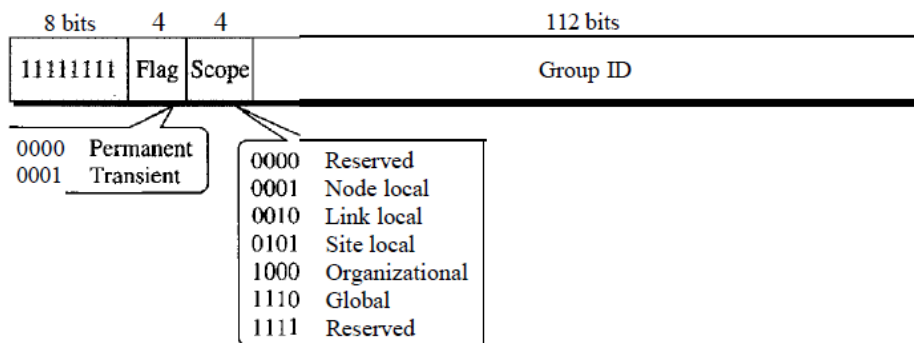 8 bits 4 4 112 bits
11111111 Flag Scope Group ID
0000 Permanent
0001 Transient
0000 Reserved
0001 Node local
0010 Link local
0101 Site local
1000 Organizational
1110 Global
1111 Reserved